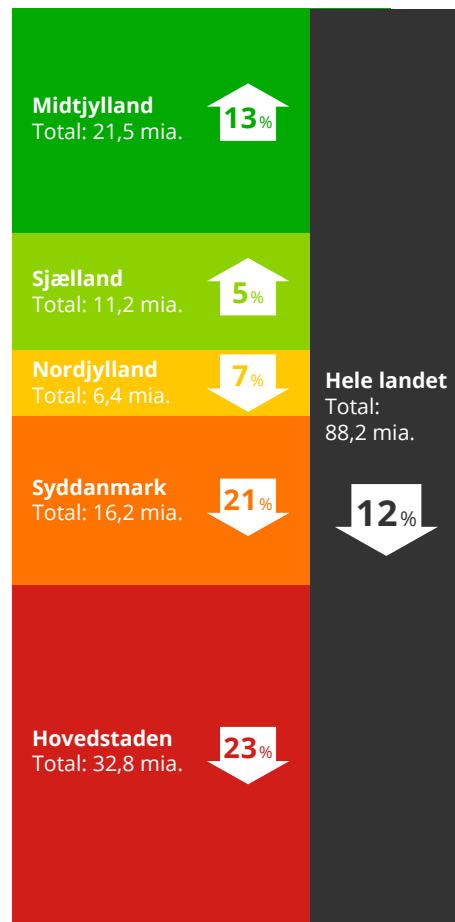 Midtjylland
Total: 21,5 mia.
13%
Sjælland
Total: 11,2 mia.
5%
Nordjylland
Total: 6,4 mia.
7%
Syddanmark
Total: 16,2 mia.
21%
Hovedstaden
Total: 32,8 mia.
23%
Hele landet
Total:
88,2 mia.
12%